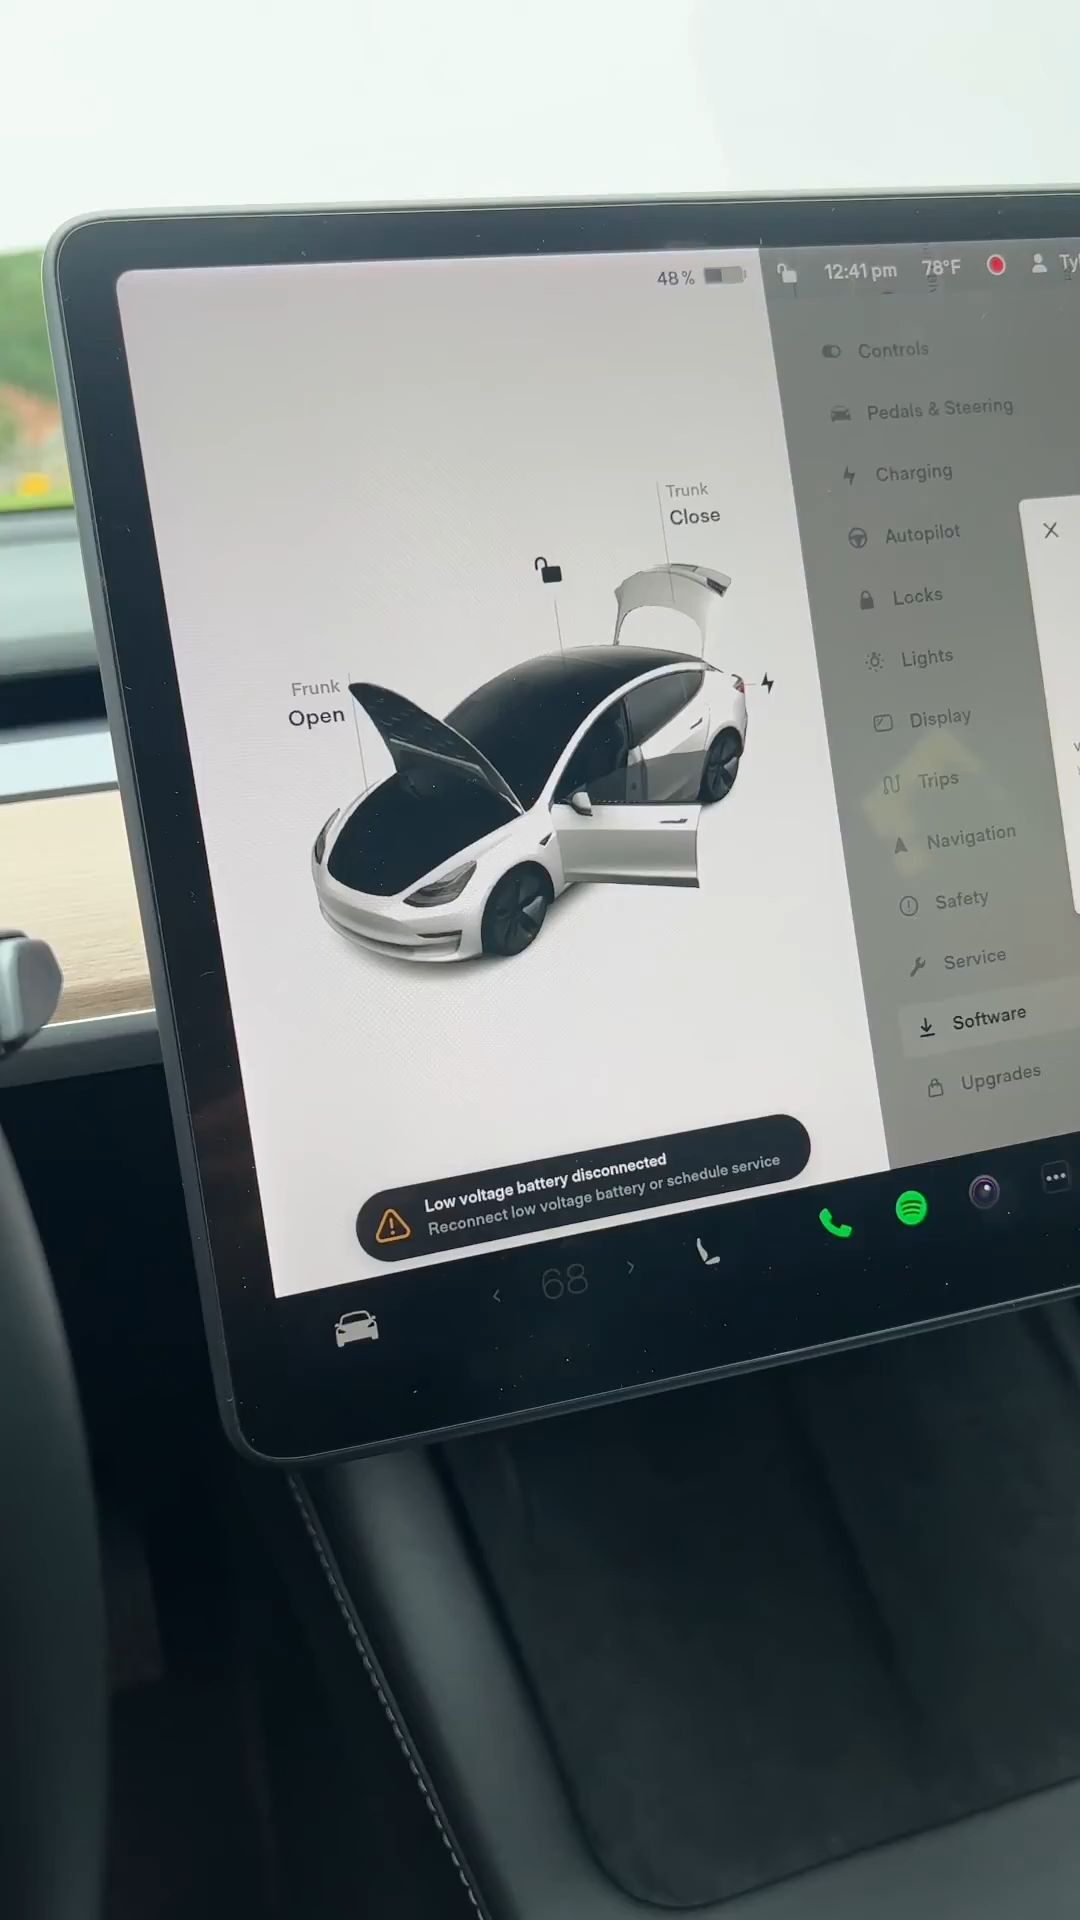 48%
12:41 pm
78°F
Controls
Pedals & Steering
Charging
Autopilot
Locks
Lights
Display
Trips
Navigation
Safety
Service
Software
Upgrades
Trunk
Close
Frunk
Open
Low voltage battery disconnected
Reconnect low voltage battery or schedule service
68